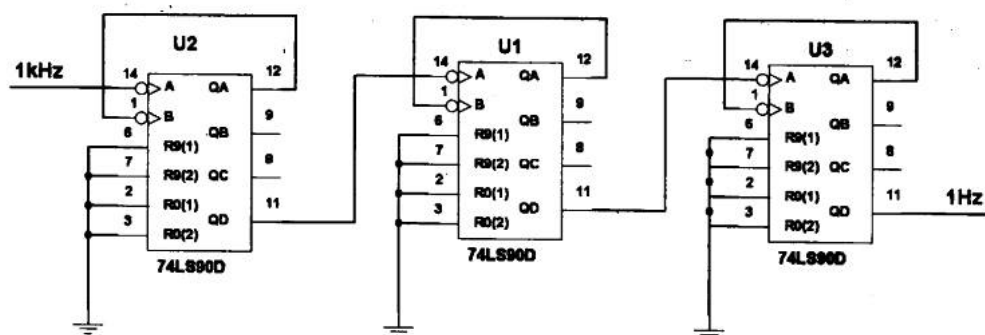 U2
1kHz
14
A
QA
12
1
B
QB
9
6
R9(1)
7
R9(2)
QC
8
2
R0(1)
QD
11
3
R0(2)
74LS90D
U1
14
A
QA
12
1
B
QB
9
6
R9(1)
7
R9(2)
QC
8
2
R0(1)
QD
11
3
R0(2)
74LS90D
U3
14
A
QA
12
1
B
QB
9
6
R9(1)
7
R9(2)
QC
8
2
R0(1)
QD
11
1Hz
3
R0(2)
74LS90D